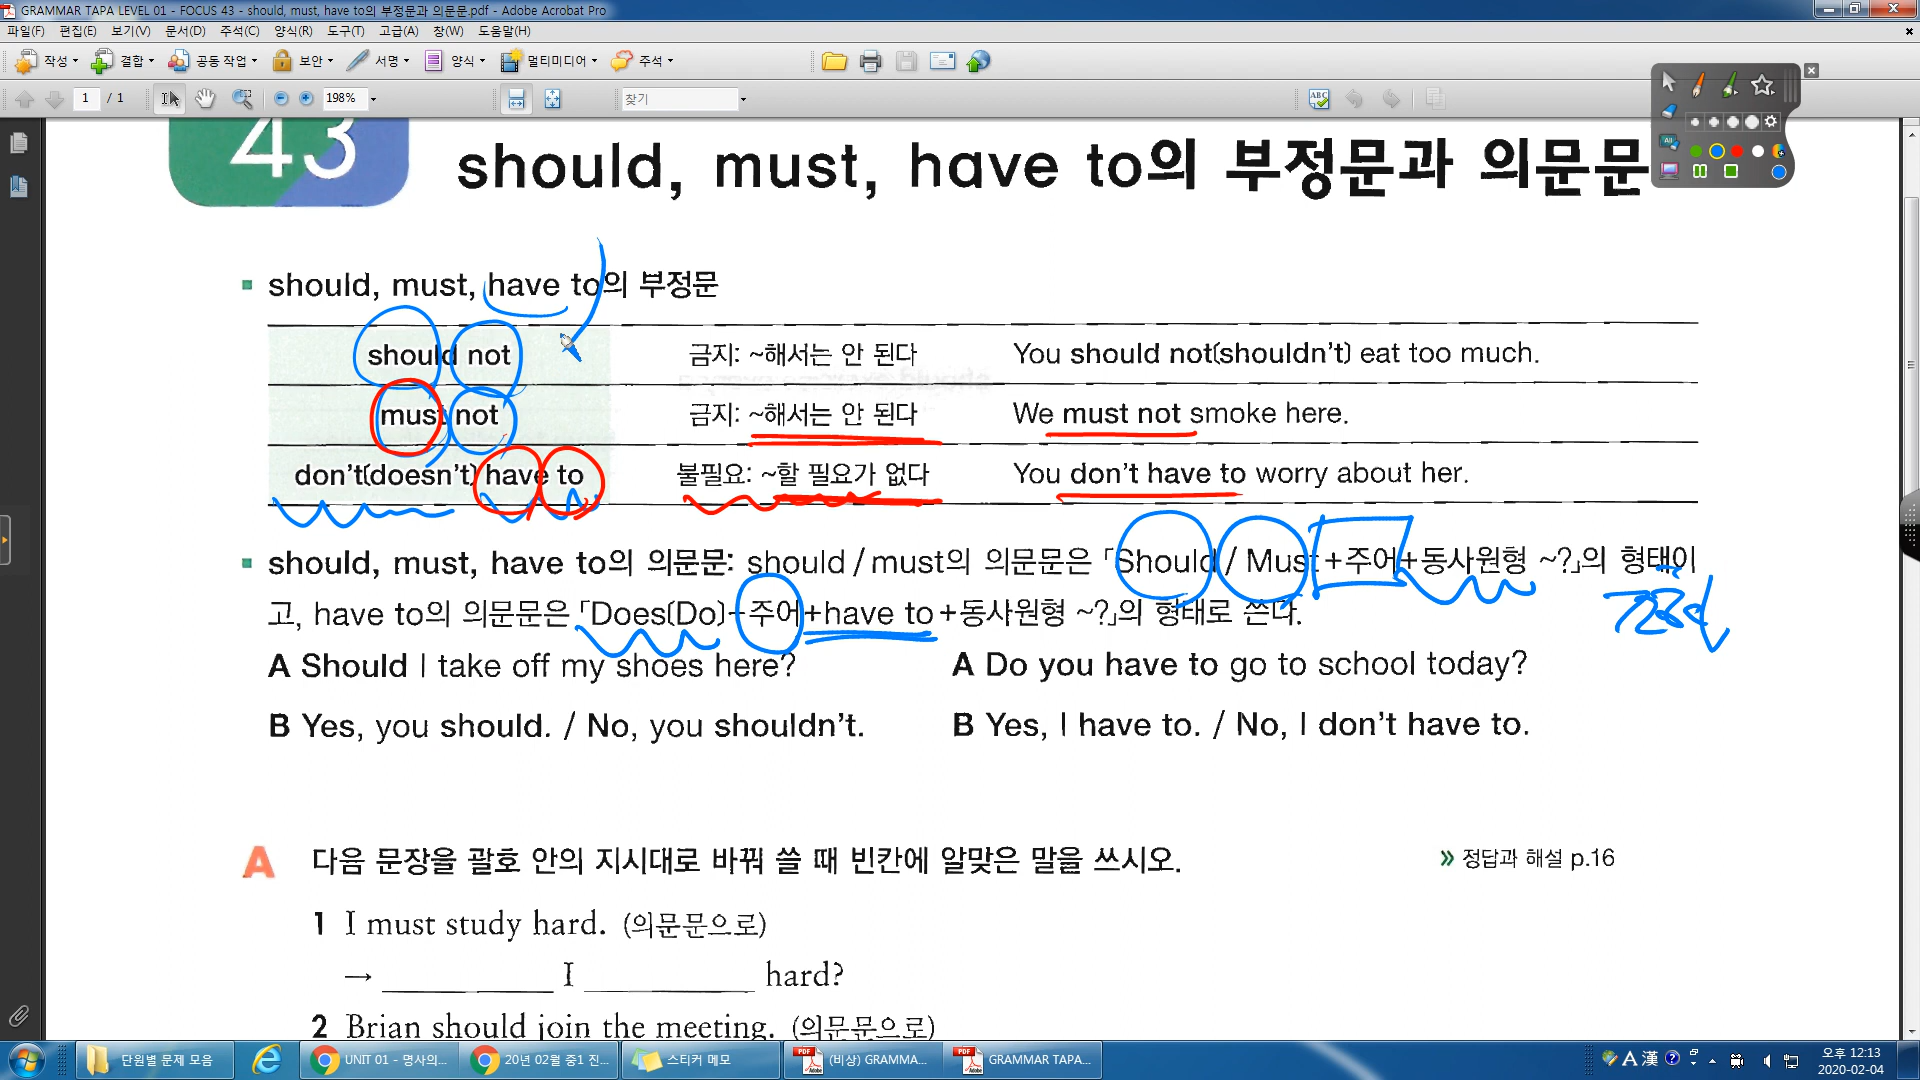 GRAMMAR TAPA LEVEL 01 - FOCUS 43 - should, must, have to의 부정문과 의문문.pdf - Adobe Acrobat Pro
파일(F) 편집(E) 보기(V) 문서(D) 주석(C) 양식(R) 도구(T) 고급(A) 창(W) 도움말(H)
작성 결합 공동 작업 보안 서명 양식 멀티미디어 주석
1 / 1 198% 찾기
43 should, must, have to의 부정문과 의문문
should, must, have to의 부정문
should not 금지: ~해서는 안 된다 You should not(shouldn't) eat too much.
must not 금지: ~해서는 안 된다 We must not smoke here.
don't(doesn't) have to 불필요: ~할 필요가 없다 You don't have to worry about her.
should, must, have to의 의문문: should / must의 의문문은 「Should / Must +주어+동사원형 ~?」의 형태이
고, have to의 의문문은 「Does(Do)+주어+have to+동사원형 ~?」의 형태로 쓴다.
A Should I take off my shoes here? A Do you have to go to school today?
B Yes, you should. / No, you shouldn't. B Yes, I have to. / No, I don't have to.
A 다음 문장을 괄호 안의 지시대로 바꿔 쓸 때 빈칸에 알맞은 말을 쓰시오. » 정답과 해설 p.16
1 I must study hard. (의문문으로)
→ __________ I __________ hard?
2 Brian should join the meeting. (의문문으로)
단원별 문제 모음 UNIT 01 - 명사의... 20년 02월 중1 진... 스티커 메모 (비상) GRAMMA... GRAMMAR TAPA... A 漢 오후 12:13
2020-02-04